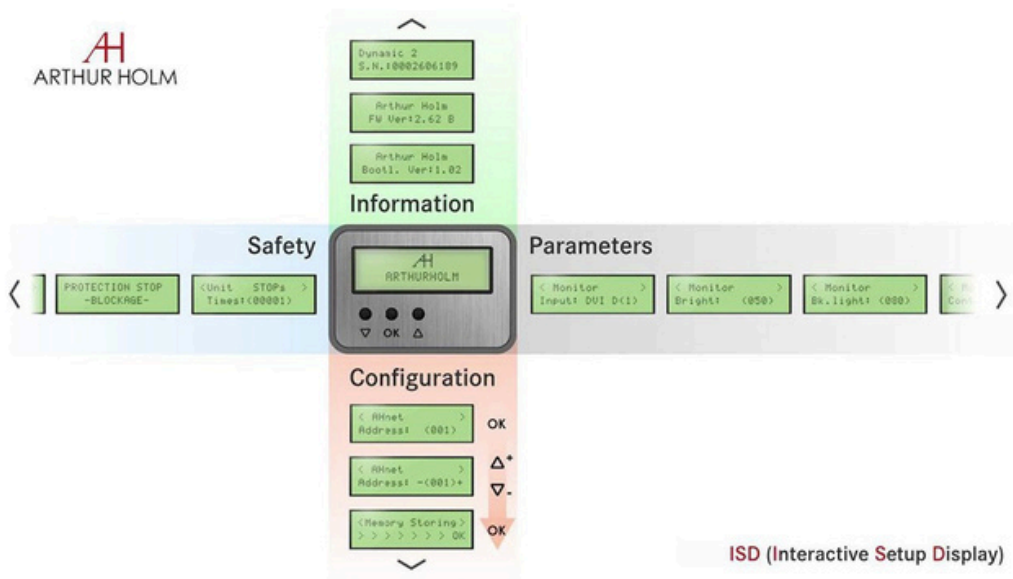 AH
ARTHUR HOLM
Dynamic 2
S.N.:0002606189
Arthur Holm
FW Ver:2.62 B
Arthur Holm
Bootl. Ver:1.02
Information
Safety
PROTECTION STOP
-BLOCKAGE-
<Unit STOPs >
Times:(00001)
AH
ARTHURHOLM
▽ OK △
Parameters
< Monitor >
Input: DVI D(1)
< Monitor >
Bright: (050)
< Monitor >
Bk.light: (080)
Configuration
< AHnet >
Address: (001)
OK
< AHnet >
Address: -(001)+
△+
▽-
<Memory Storing>
> > > > > > > OK
OK
ISD (Interactive Setup Display)